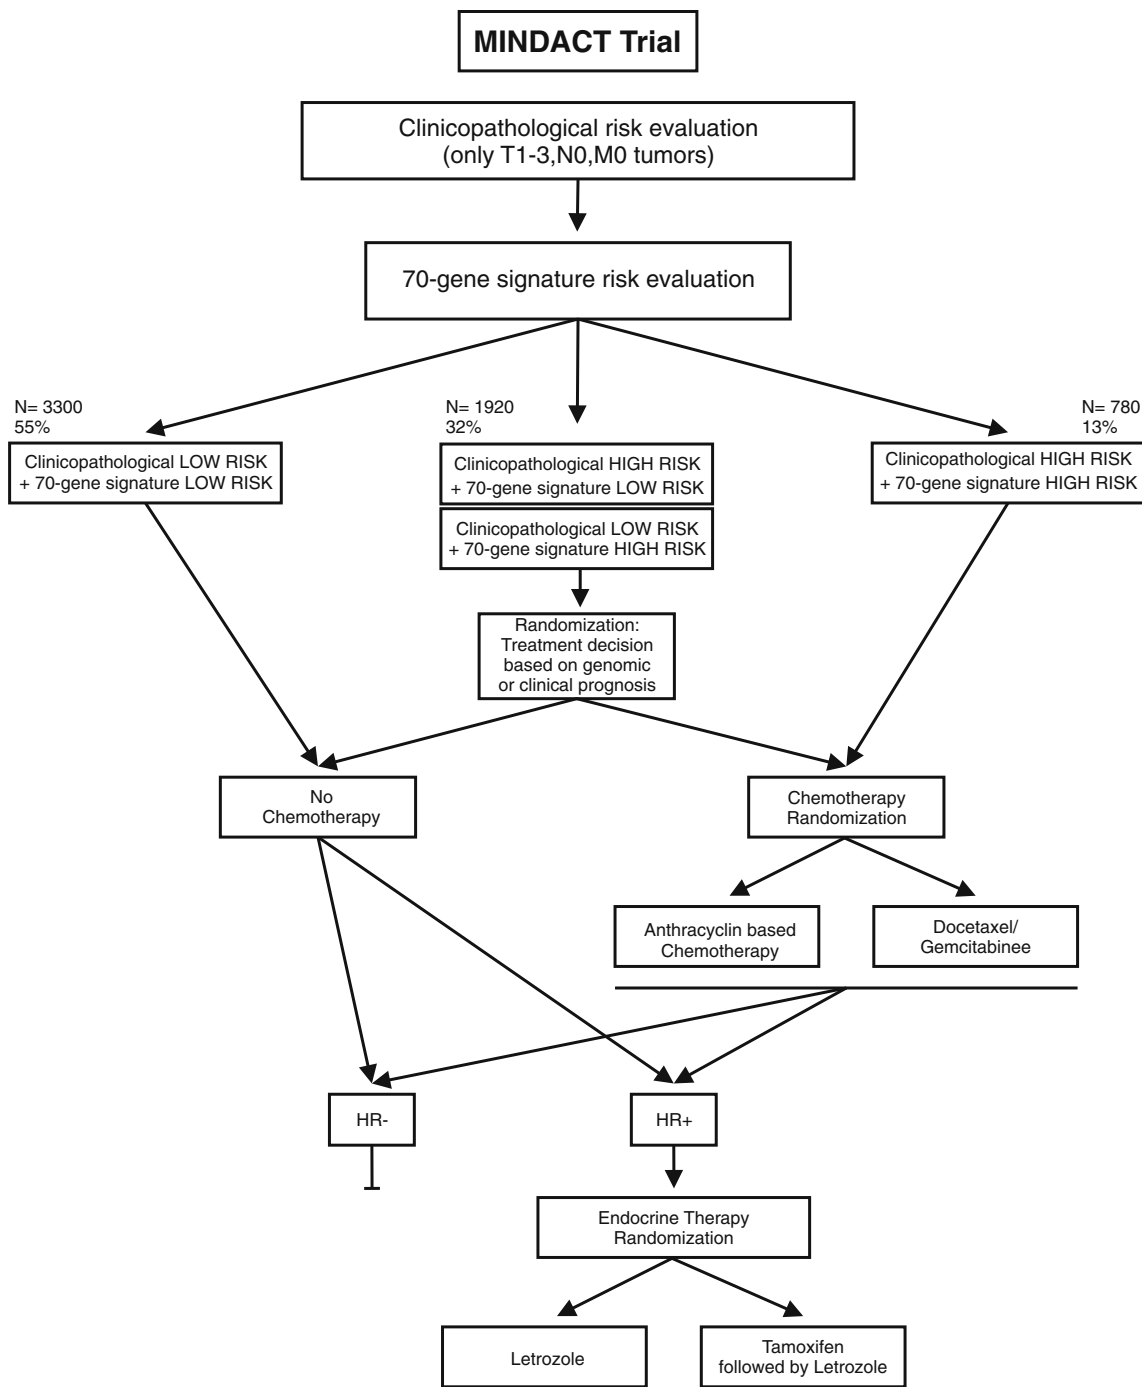 MINDACT Trial
Clinicopathological risk evaluation
(only T1-3,N0,M0 tumors)
70-gene signature risk evaluation
N= 3300
55%
Clinicopathological LOW RISK
+ 70-gene signature LOW RISK
N= 1920
32%
Clinicopathological HIGH RISK
+ 70-gene signature LOW RISK
Clinicopathological LOW RISK
+ 70-gene signature HIGH RISK
N= 780
13%
Clinicopathological HIGH RISK
+ 70-gene signature HIGH RISK
Randomization:
Treatment decision
based on genomic
or clinical prognosis
No
Chemotherapy
Chemotherapy
Randomization
Anthracyclin based
Chemotherapy
Docetaxel/
Gemcitabinee
HR-
HR+
Endocrine Therapy
Randomization
Letrozole
Tamoxifen
followed by Letrozole